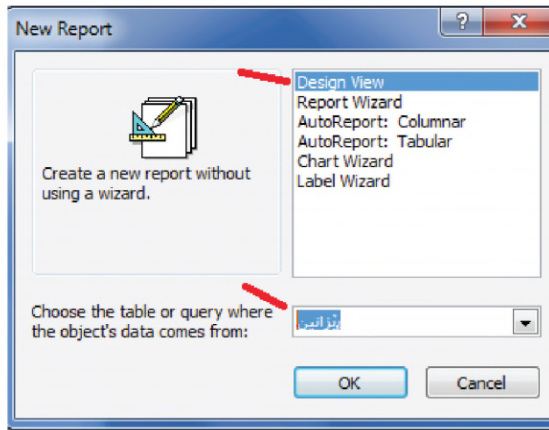 New Report
Design View
Report Wizard
AutoReport: Columnar
AutoReport: Tabular
Chart Wizard
Label Wizard
Create a new report without
using a wizard.
Choose the table or query where
the object's data comes from:
پێزانین
OK
Cancel